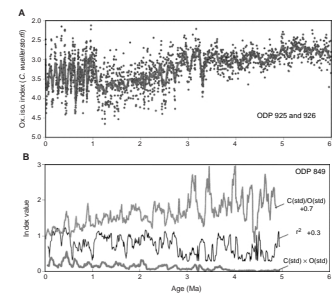 A
Ox. iso. index (C. wuellerstorfi)
2.0
2.5
3.0
3.5
4.0
4.5
5.0
ODP 925 and 926
0 1 2 3 4 5 6
B
Index value
3
2
1
0
ODP 849
C(std)/O(std)
+0.7
r² +0.3
C(std) × O(std)
0 1 2 3 4 5 6
Age (Ma)